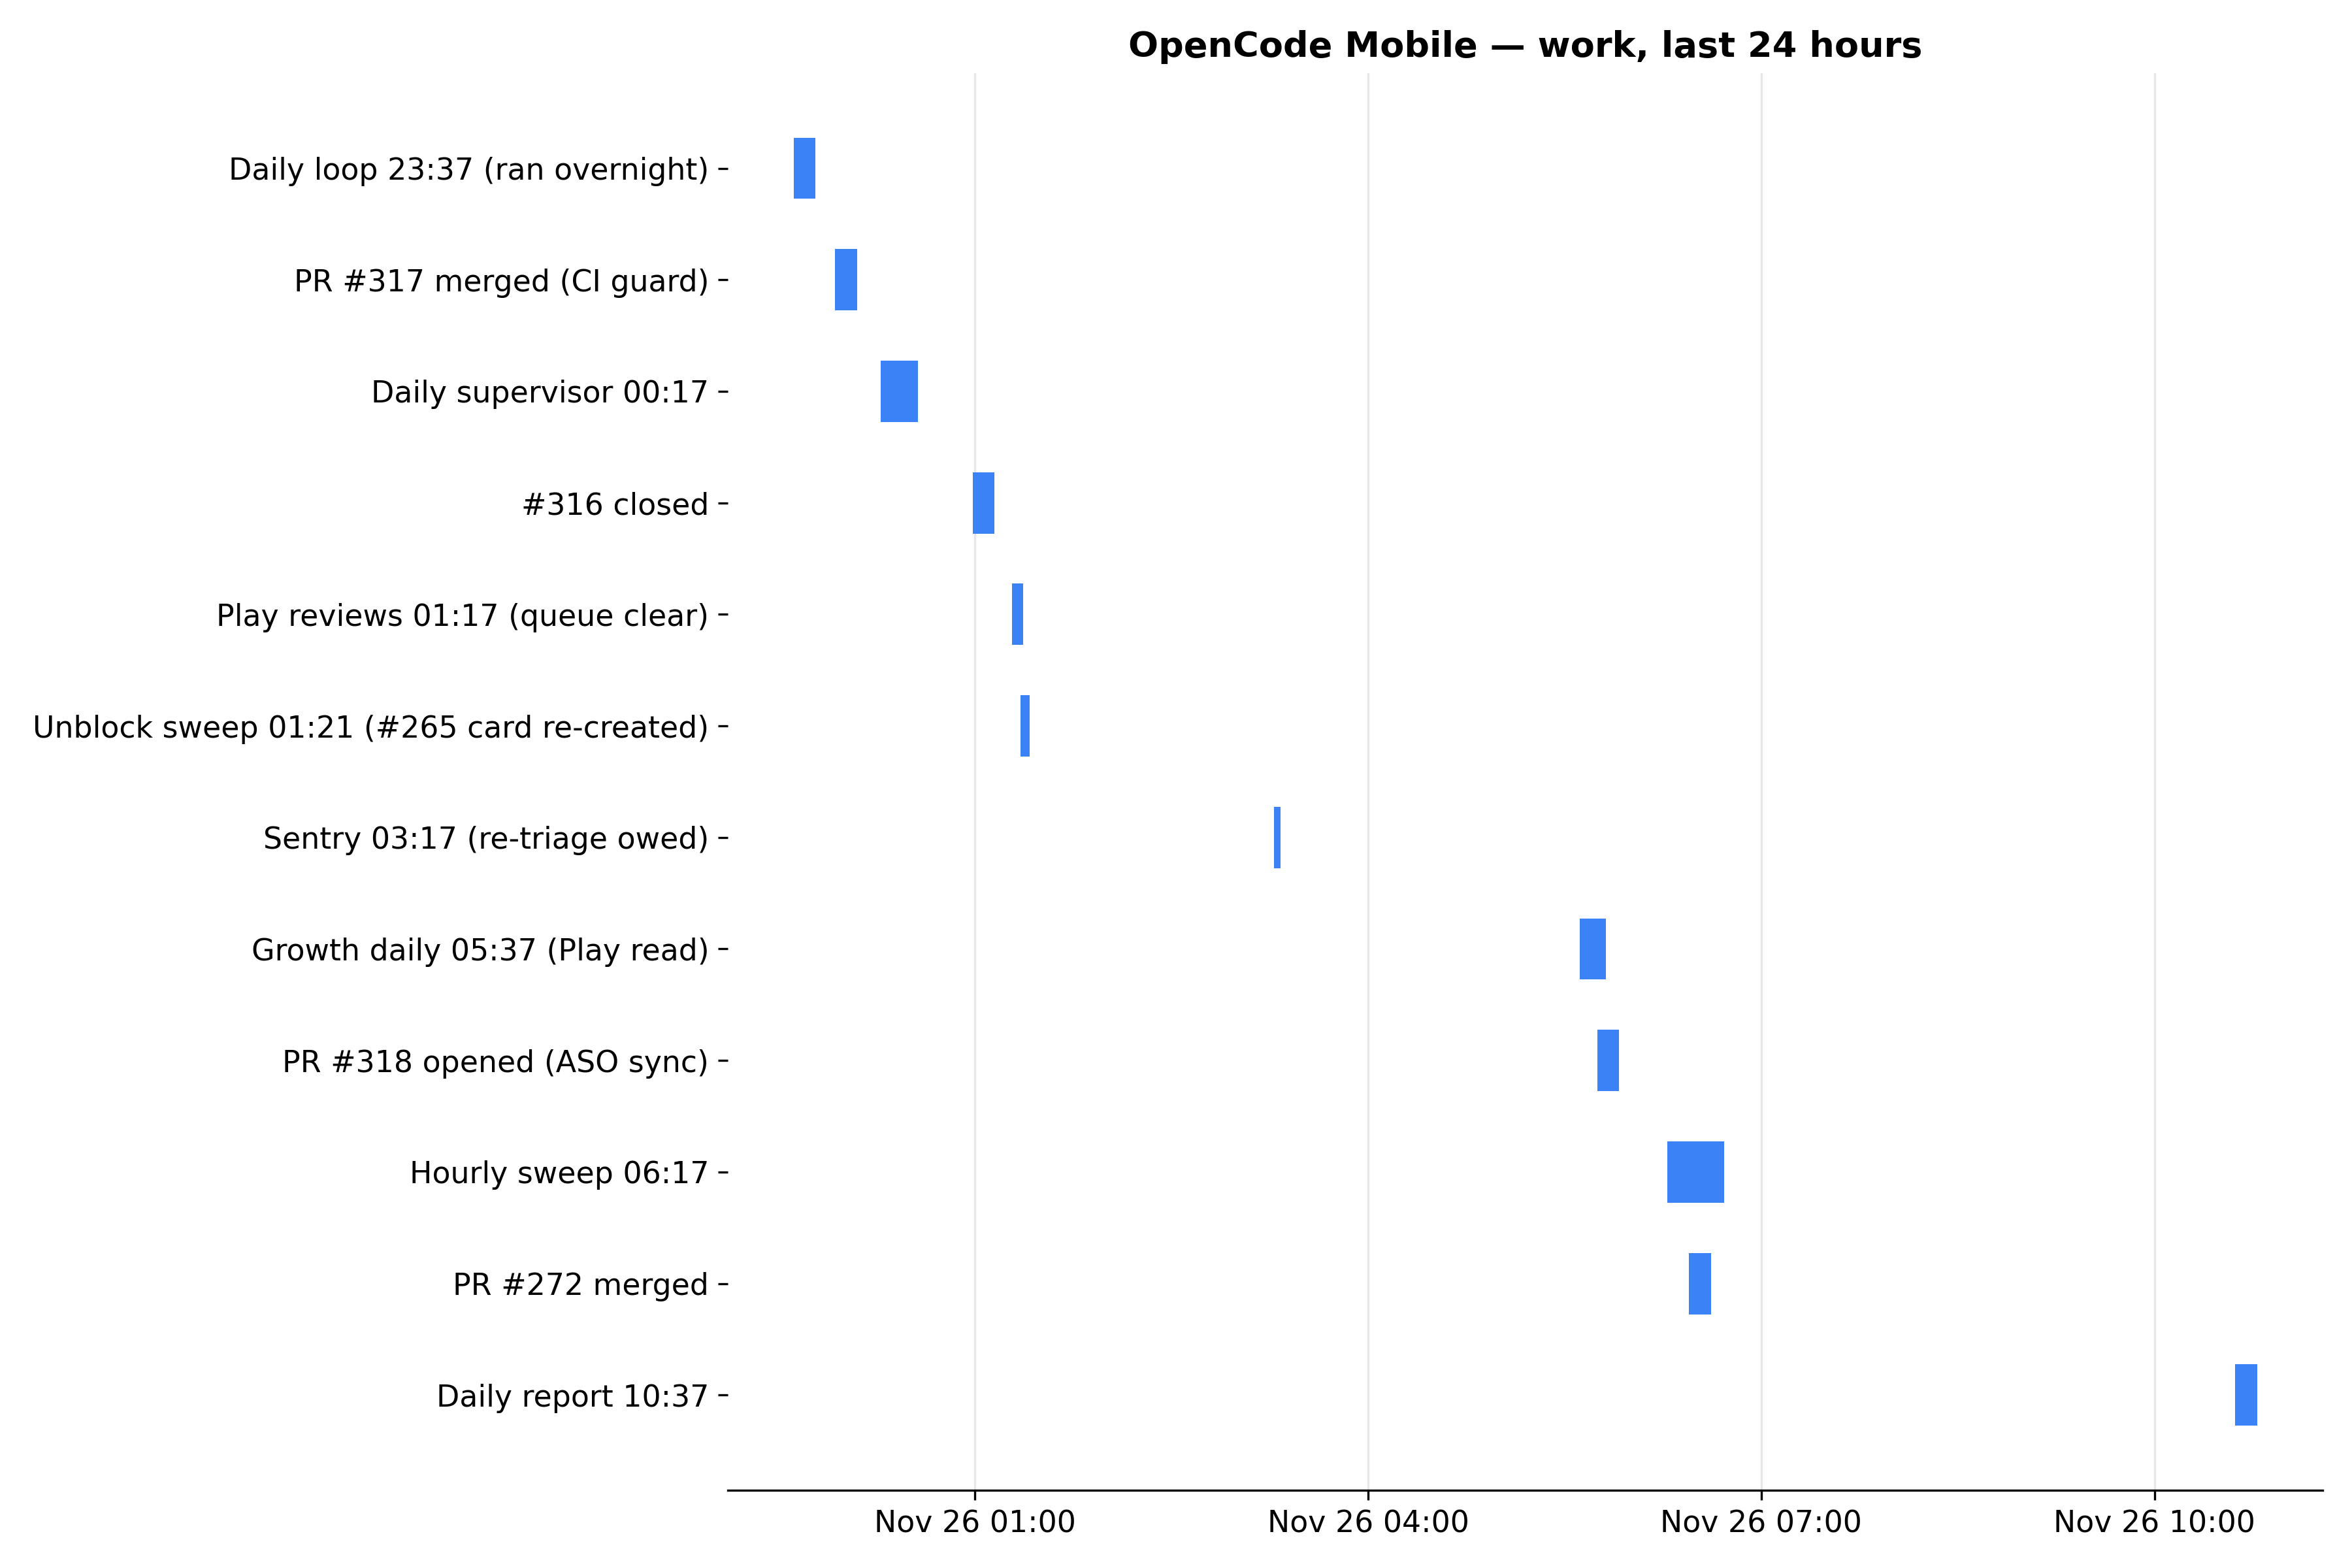 OpenCode Mobile — work, last 24 hours
Daily loop 23:37 (ran overnight)
PR #317 merged (CI guard)
Daily supervisor 00:17
#316 closed
Play reviews 01:17 (queue clear)
Unblock sweep 01:21 (#265 card re-created)
Sentry 03:17 (re-triage owed)
Growth daily 05:37 (Play read)
PR #318 opened (ASO sync)
Hourly sweep 06:17
PR #272 merged
Daily report 10:37
Nov 26 01:00
Nov 26 04:00
Nov 26 07:00
Nov 26 10:00